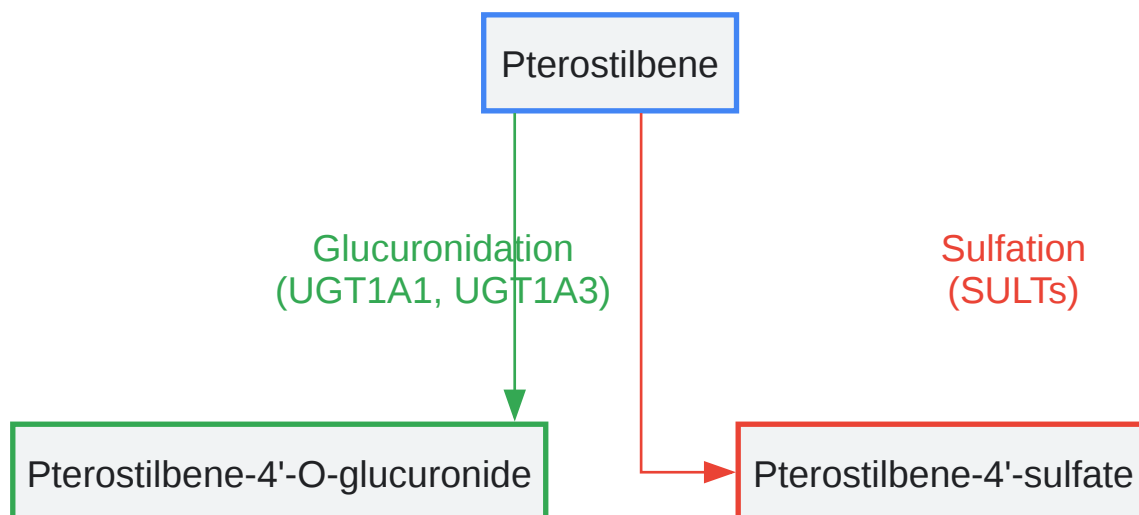 Pterostilbene
Glucuronidation
(UGT1A1, UGT1A3)
Sulfation
(SULTs)
Pterostilbene-4'-O-glucuronide
Pterostilbene-4'-sulfate